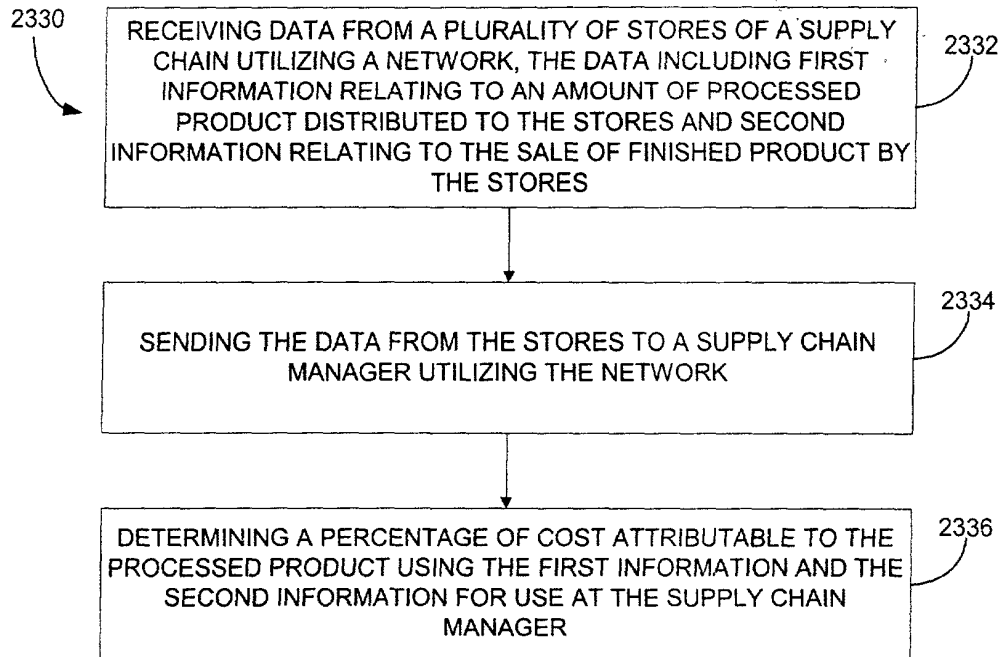 2330
RECEIVING DATA FROM A PLURALITY OF STORES OF A SUPPLY
CHAIN UTILIZING A NETWORK, THE DATA INCLUDING FIRST
INFORMATION RELATING TO AN AMOUNT OF PROCESSED
PRODUCT DISTRIBUTED TO THE STORES AND SECOND
INFORMATION RELATING TO THE SALE OF FINISHED PRODUCT BY
THE STORES
2332
SENDING THE DATA FROM THE STORES TO A SUPPLY CHAIN
MANAGER UTILIZING THE NETWORK
2334
DETERMINING A PERCENTAGE OF COST ATTRIBUTABLE TO THE
PROCESSED PRODUCT USING THE FIRST INFORMATION AND THE
SECOND INFORMATION FOR USE AT THE SUPPLY CHAIN
MANAGER
2336